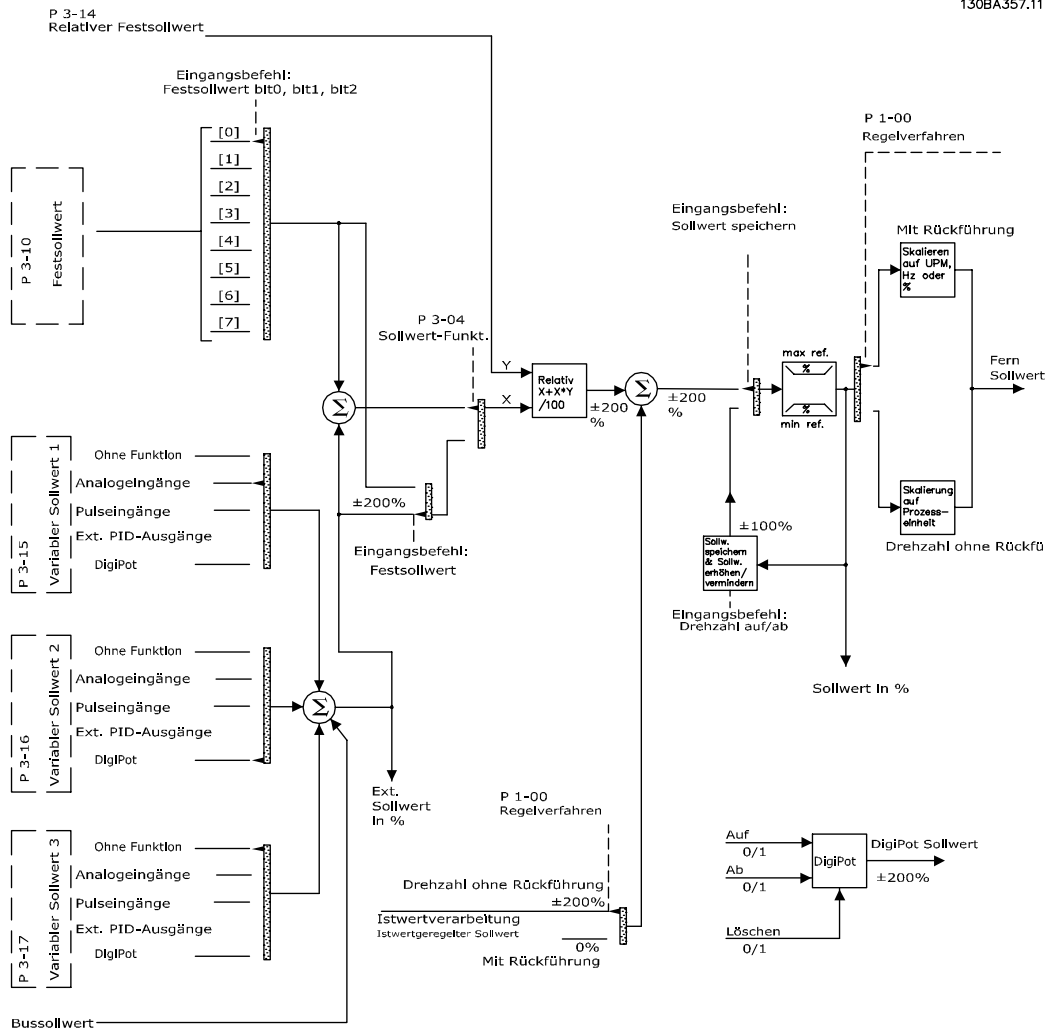 130BA357.11
P 3-14
Relativer Festsollwert
Eingangsbefehl:
Festsollwert bit0, bit1, bit2
[0]
[1]
[2]
[3]
[4]
[5]
[6]
[7]
P 3-10
Festsollwert
P 1-00
Regelverfahren
Eingangsbefehl:
Sollwert speichern
Mit Rückführung
Skalieren
auf UPM,
Hz oder
%
P 3-04
Sollwert-Funkt.
Y
X
Relativ
X+X*Y
/100
±200
%
Σ
±200
%
max ref.
%
%
min ref.
Fern
Sollwert
Σ
P 3-15
Variabler Sollwert 1
Ohne Funktion
Analogeingänge
Pulseingänge
Ext. PID-Ausgänge
DigiPot
±200%
Eingangsbefehl:
Festsollwert
±100%
Sollw.
speichern
& Sollw.
erhöhen/
vermindern
Eingangsbefehl:
Drehzahl auf/ab
Skalierung
auf
Prozess-
einheit
Drehzahl ohne Rückfü
Sollwert in %
P 3-16
Variabler Sollwert 2
Ohne Funktion
Analogeingänge
Pulseingänge
Ext. PID-Ausgänge
DigiPot
Σ
Ext.
Sollwert
in %
P 3-17
Variabler Sollwert 3
Ohne Funktion
Analogeingänge
Pulseingänge
Ext. PID-Ausgänge
DigiPot
Bussollwert
P 1-00
Regelverfahren
Drehzahl ohne Rückführung
±200%
Istwertverarbeitung
Istwertgeregelter Sollwert
0%
Mit Rückführung
Auf
0/1
Ab
0/1
Löschen
0/1
DigiPot
DigiPot Sollwert
±200%